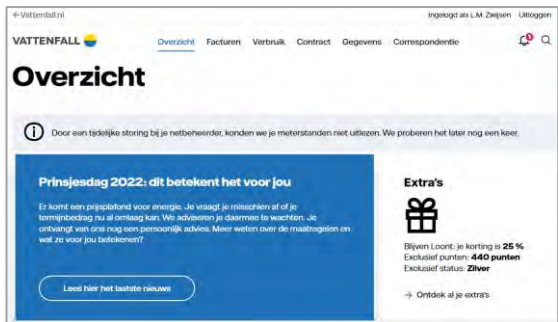 ←Vattenfall.nl
Ingelogd als L.M. Zwijsen Uitloggen
VATTENFALL
Overzicht Facturen Verbruik Contract Gegevens Correspondentie
Overzicht
Door een tijdelijke storing bij je netbeheerder, konden we je meterstanden niet uitlezen. We proberen het later nog een keer.
Prinsjesdag 2022: dit betekent het voor jou
Er komt een prijsplafond voor energie. Je vraagt je misschien af of je
termijnbedrag nu al omlaag kan. We adviseren je daarmee te wachten. Je
ontvangt van ons nog een persoonlijk advies. Meer weten over de maatregelen en
wat ze voor jou betekenen?
Lees hier het laatste nieuws
Extra's
Blijven Loont: je korting is 25 %
Exclusief punten: 440 punten
Exclusief status: Zilver
→ Ontdek al je extra's